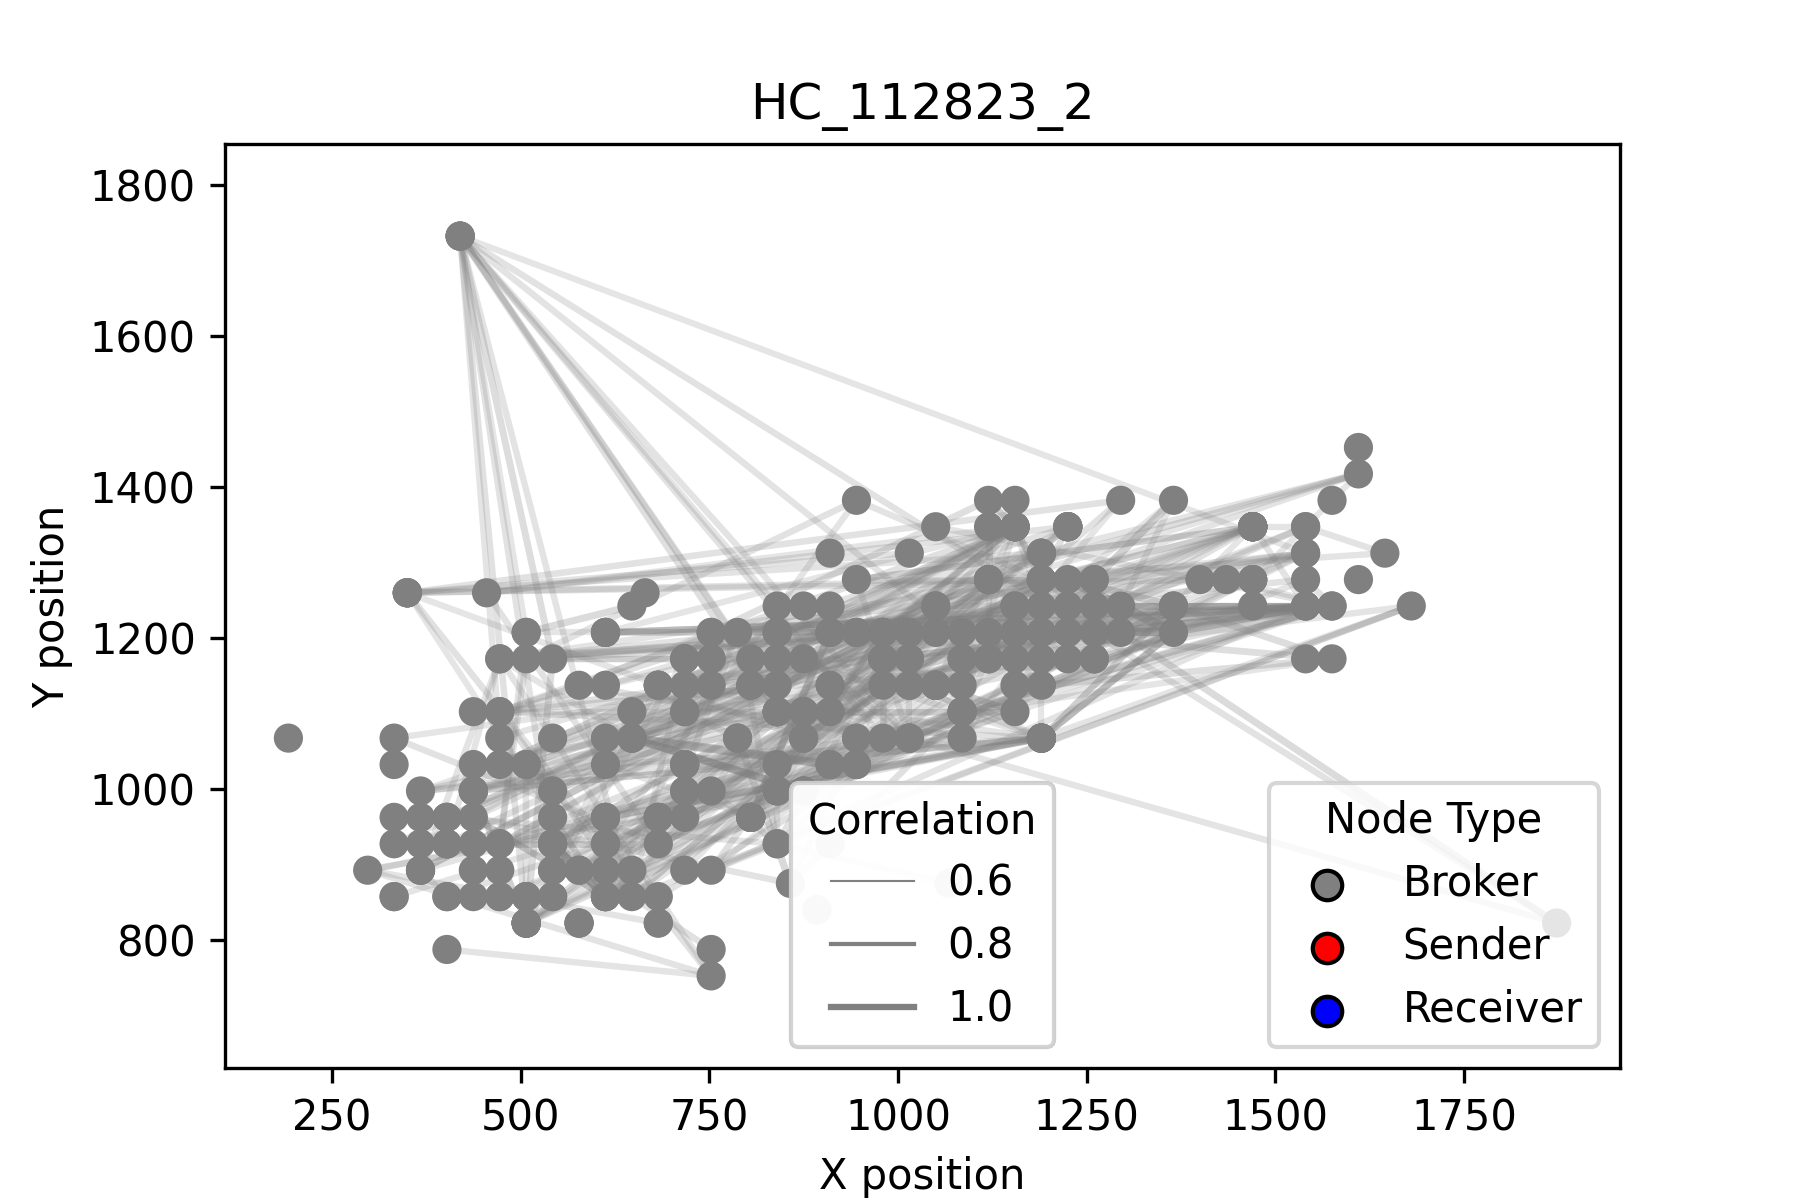 HC_112823_2
1800
1600
1400
1200
1000
800
Y position
250 500 750 1000 1250 1500 1750
X position
Correlation
0.6
0.8
1.0
Node Type
Broker
Sender
Receiver